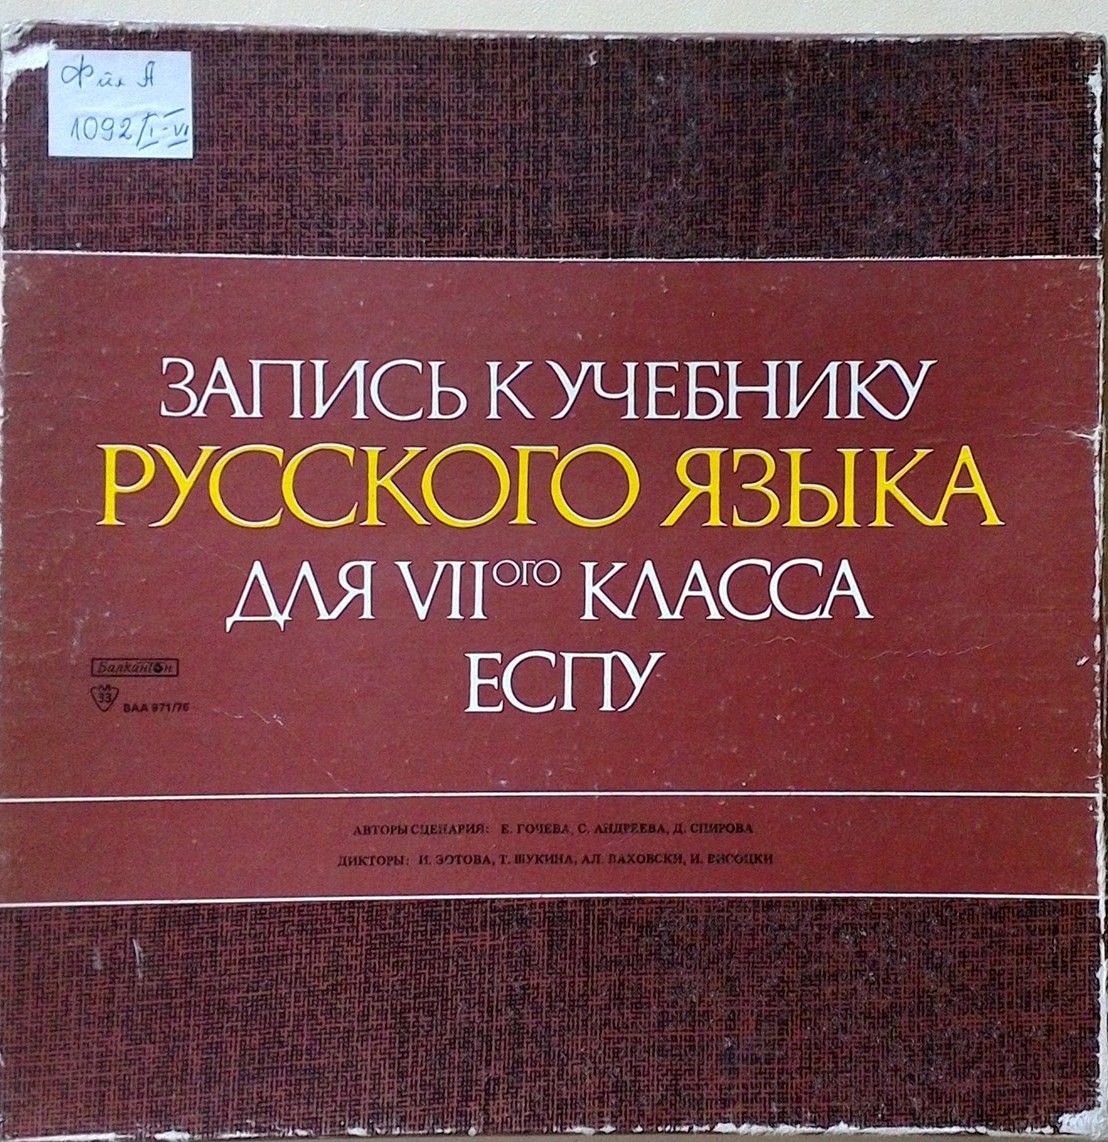 А
1092/I-VI
ЗАПИСЬ К УЧЕБНИКУ
РУССКОГО ЯЗЫКА
ДЛЯ VIIОГО КЛАССА
ЕСПУ
Балкантон
33
ВАА 971/76
АВТОРЫ СЦЕНАРИЯ: Е. ГОЧЕВА, С. АНДРЕЕВА, Д. СПИРОВА
ДИКТОРЫ: И. ЗОТОВА, Т. ШУКИНА, АЛ. ВАХОВСКИ, И. ВИСОЦКИ